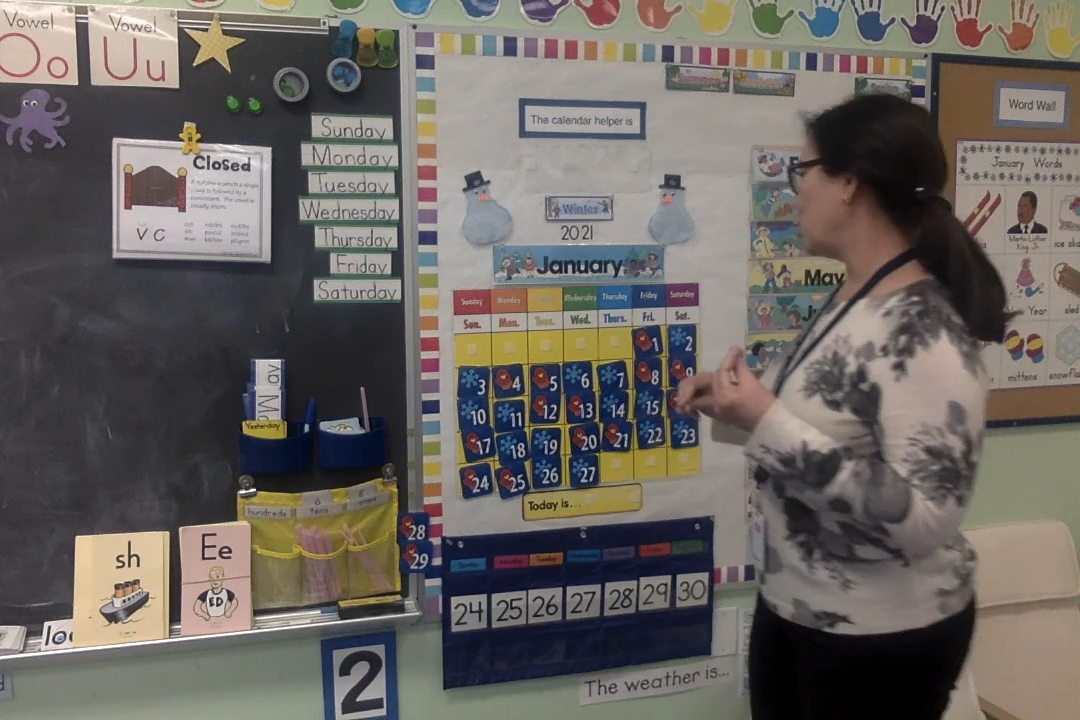 Vowel
Oo
Vowel
Uu
Closed
v c
Sunday
Monday
Tuesday
Wednesday
Thursday
Friday
Saturday
The calendar helper is
Winter
2021
January
Sunday Monday Wednesday Thursday Friday Saturday
Sun. Mon. Tues. Wed. Thurs. Fri. Sat.
1 2
3 4 5 6 7 8 9
10 11 12 13 14 15
17 18 19 20 21 22 23
24 25 26 27
Today is...
28
29
24 25 26 27 28 29 30
The weather is...
2
May
Word Wall
January Words
Martin Luther
King, Jr.
Year
mittens
Yesterday
hundreds tens ones
6 8
sh
Ee
ED